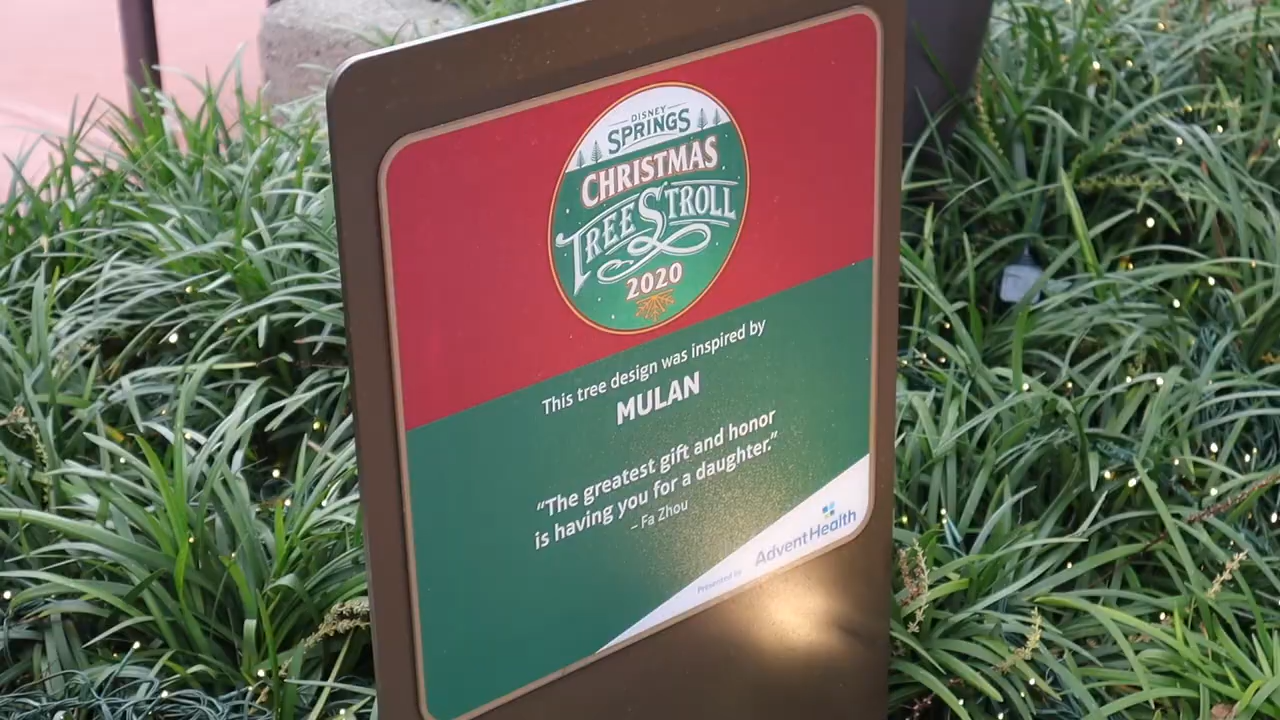 DISNEY
SPRINGS
CHRISTMAS
TREE STROLL
2020
This tree design was inspired by
MULAN
"The greatest gift and honor
is having you for a daughter."
– Fa Zhou
Presented by
AdventHealth